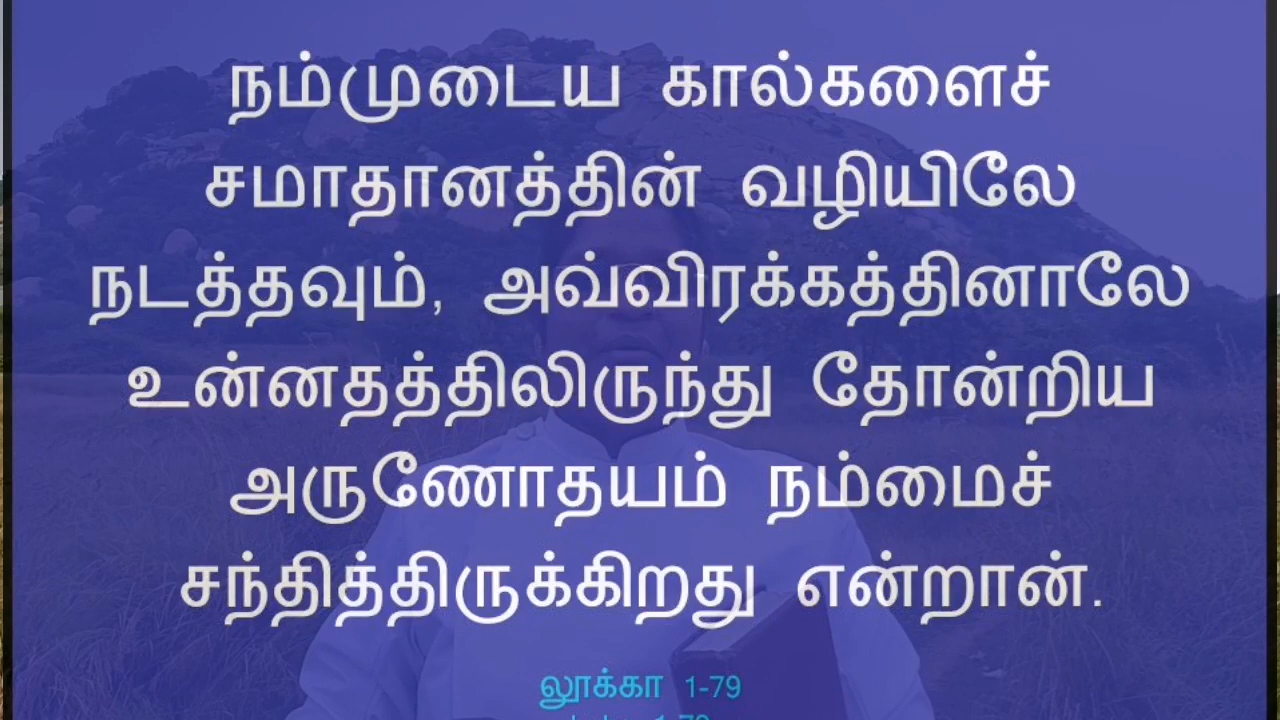 நம்முடைய கால்களைச்
சமாதானத்தின் வழியிலே
நடத்தவும், அவ்விரக்கத்தினாலே
உன்னதத்திலிருந்து தோன்றிய
அருணோதயம் நம்மைச்
சந்தித்திருக்கிறது என்றான்.
லூக்கா 1-79